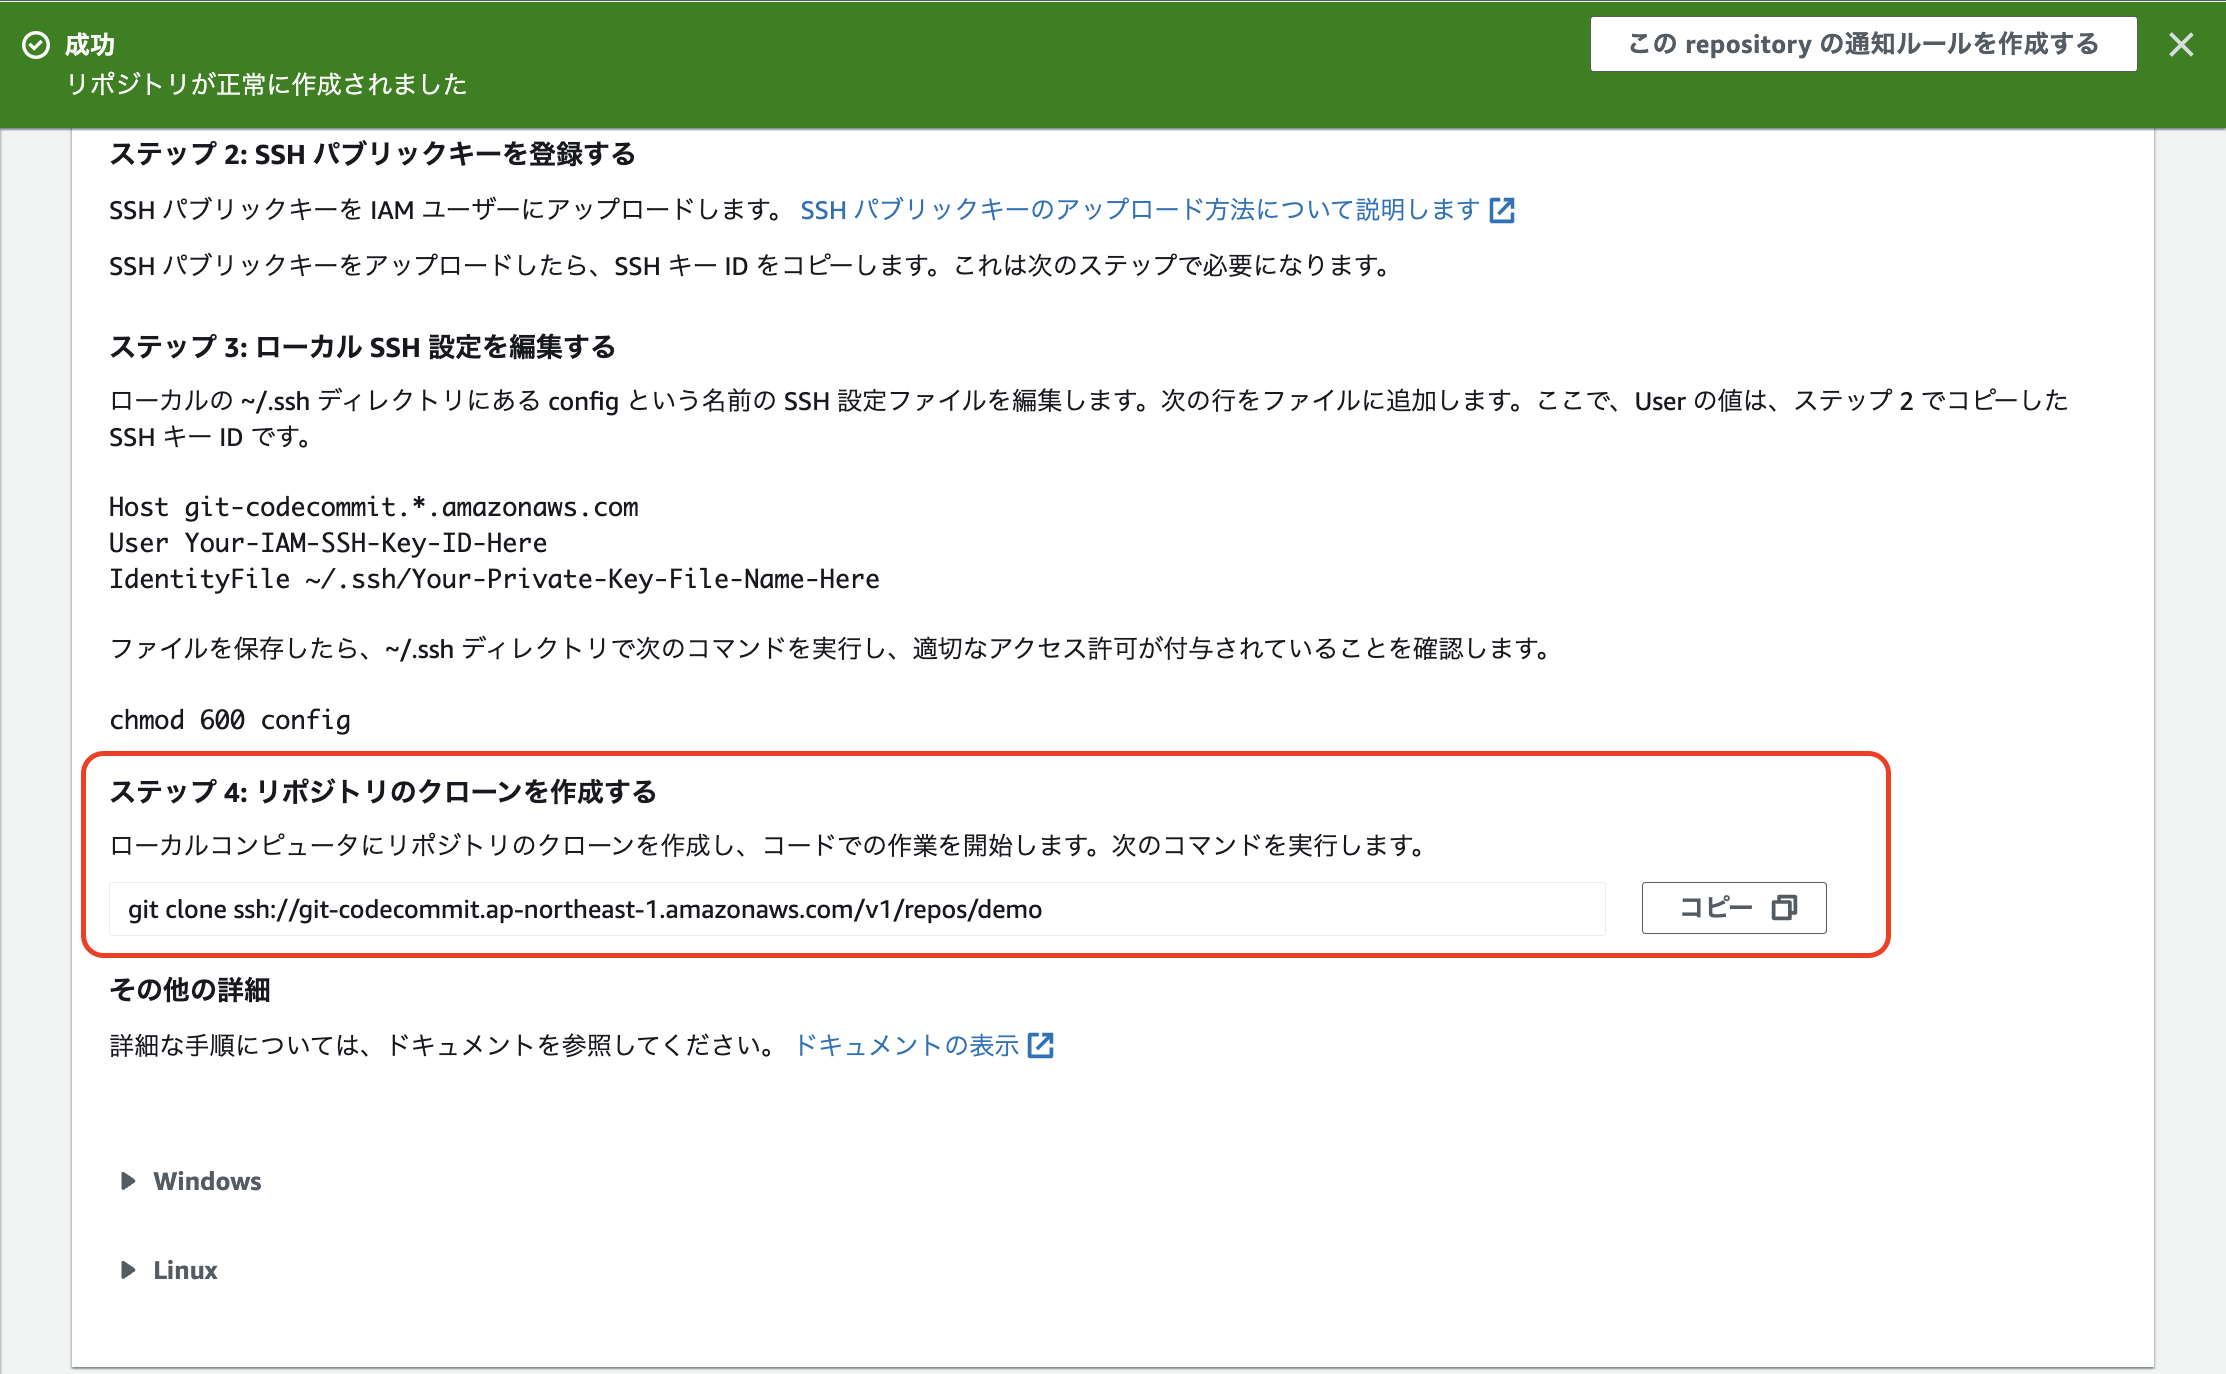 成功
リポジトリが正常に作成されました
この repository の通知ルールを作成する
ステップ 2: SSH パブリックキーを登録する
SSH パブリックキーを IAM ユーザーにアップロードします。 SSH パブリックキーのアップロード方法について説明します
SSH パブリックキーをアップロードしたら、SSH キー ID をコピーします。これは次のステップで必要になります。
ステップ 3: ローカル SSH 設定を編集する
ローカルの ~/.ssh ディレクトリにある config という名前の SSH 設定ファイルを編集します。次の行をファイルに追加します。ここで、User の値は、ステップ 2 でコピーした
SSH キー ID です。
Host git-codecommit.*.amazonaws.com
User Your-IAM-SSH-Key-ID-Here
IdentityFile ~/.ssh/Your-Private-Key-File-Name-Here
ファイルを保存したら、~/.ssh ディレクトリで次のコマンドを実行し、適切なアクセス許可が付与されていることを確認します。
chmod 600 config
ステップ 4: リポジトリのクローンを作成する
ローカルコンピュータにリポジトリのクローンを作成し、コードでの作業を開始します。次のコマンドを実行します。
git clone ssh://git-codecommit.ap-northeast-1.amazonaws.com/v1/repos/demo
コピー
その他の詳細
詳細な手順については、ドキュメントを参照してください。 ドキュメントの表示
Windows
Linux